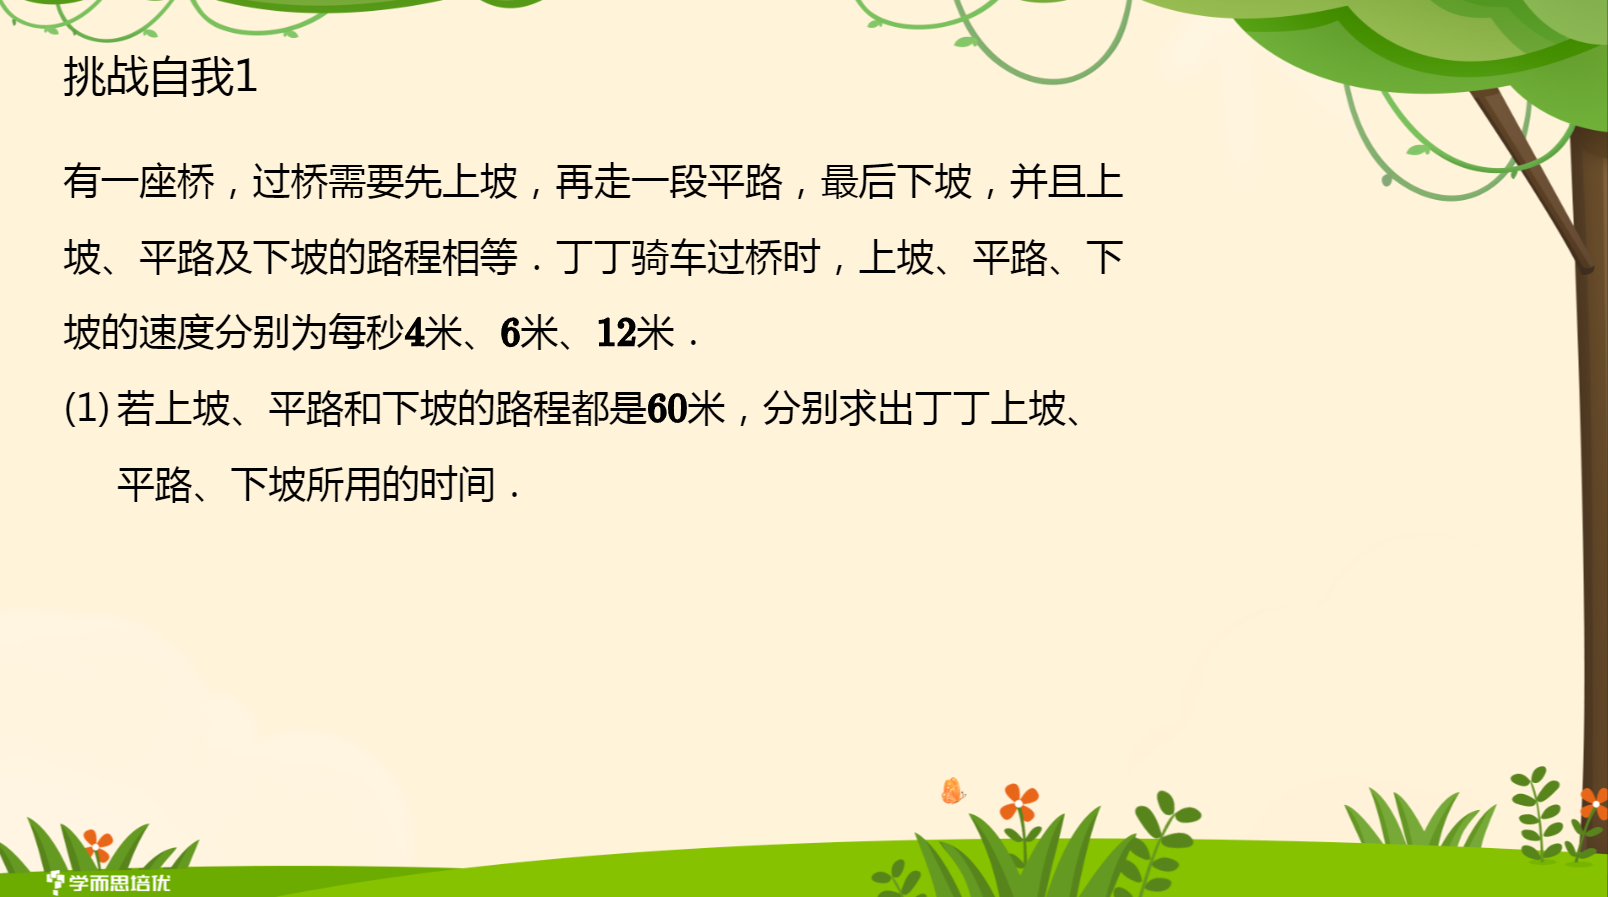 挑战自我1
有一座桥，过桥需要先上坡，再走一段平路，最后下坡，并且上
坡、平路及下坡的路程相等．丁丁骑车过桥时，上坡、平路、下
坡的速度分别为每秒4米、6米、12米．
(1) 若上坡、平路和下坡的路程都是60米，分别求出丁丁上坡、
平路、下坡所用的时间．
学而思培优